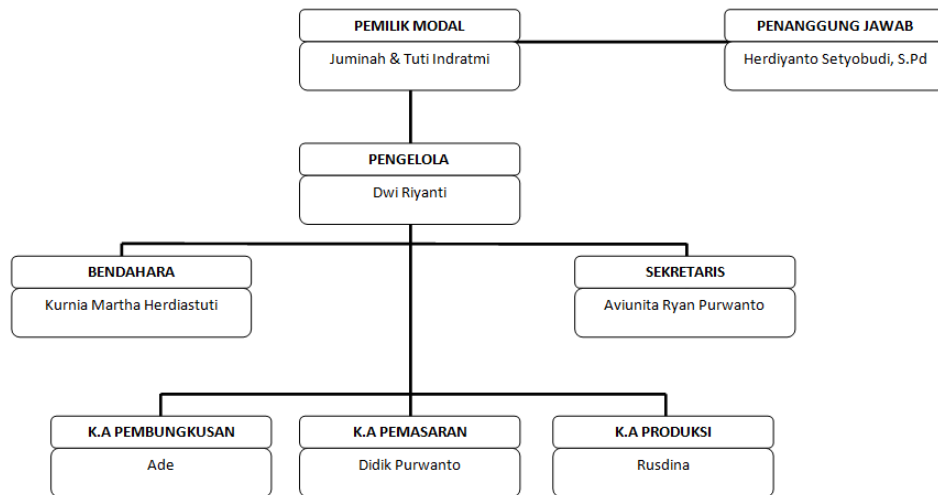 PEMILIK MODAL
Juminah & Tuti Indratmi
PENANGGUNG JAWAB
Herdiyanto Setyobudi, S.Pd
PENGELOLA
Dwi Riyanti
BENDAHARA
Kurnia Martha Herdiastuti
SEKRETARIS
Aviunita Ryan Purwanto
K.A PEMBUNGKUSAN
Ade
K.A PEMASARAN
Didik Purwanto
K.A PRODUKSI
Rusdina